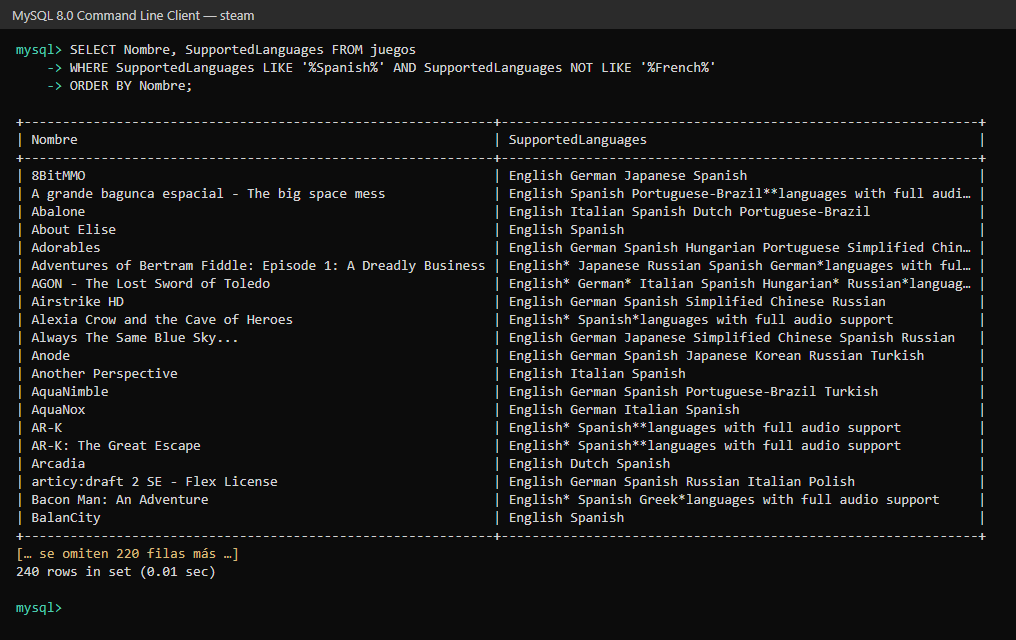 MySQL 8.0 Command Line Client — steam
mysql> SELECT Nombre, SupportedLanguages FROM juegos
-> WHERE SupportedLanguages LIKE '%Spanish%' AND SupportedLanguages NOT LIKE '%French%'
-> ORDER BY Nombre;
+-------------------------------------------------------------+--------------------------------------------------------------+
| Nombre | SupportedLanguages |
+-------------------------------------------------------------+--------------------------------------------------------------+
| 8BitMMO | English German Japanese Spanish |
| A grande bagunca espacial - The big space mess | English Spanish Portuguese-Brazil**languages with full audi… |
| Abalone | English Italian Spanish Dutch Portuguese-Brazil |
| About Elise | English Spanish |
| Adorables | English German Spanish Hungarian Portuguese Simplified Chin… |
| Adventures of Bertram Fiddle: Episode 1: A Dreadly Business | English* Japanese Russian Spanish German*languages with ful… |
| AGON - The Lost Sword of Toledo | English* German* Italian Spanish Hungarian* Russian*languag… |
| Airstrike HD | English German Spanish Simplified Chinese Russian |
| Alexia Crow and the Cave of Heroes | English* Spanish*languages with full audio support |
| Always The Same Blue Sky... | English German Japanese Simplified Chinese Spanish Russian |
| Anode | English German Spanish Japanese Korean Russian Turkish |
| Another Perspective | English Italian Spanish |
| AquaNimble | English German Spanish Portuguese-Brazil Turkish |
| AquaNox | English German Italian Spanish |
| AR-K | English* Spanish**languages with full audio support |
| AR-K: The Great Escape | English* Spanish**languages with full audio support |
| Arcadia | English Dutch Spanish |
| articy:draft 2 SE - Flex License | English German Spanish Russian Italian Polish |
| Bacon Man: An Adventure | English* Spanish Greek*languages with full audio support |
| BalanCity | English Spanish |
+-------------------------------------------------------------+--------------------------------------------------------------+
[… se omiten 220 filas más …]
240 rows in set (0.01 sec)
mysql>